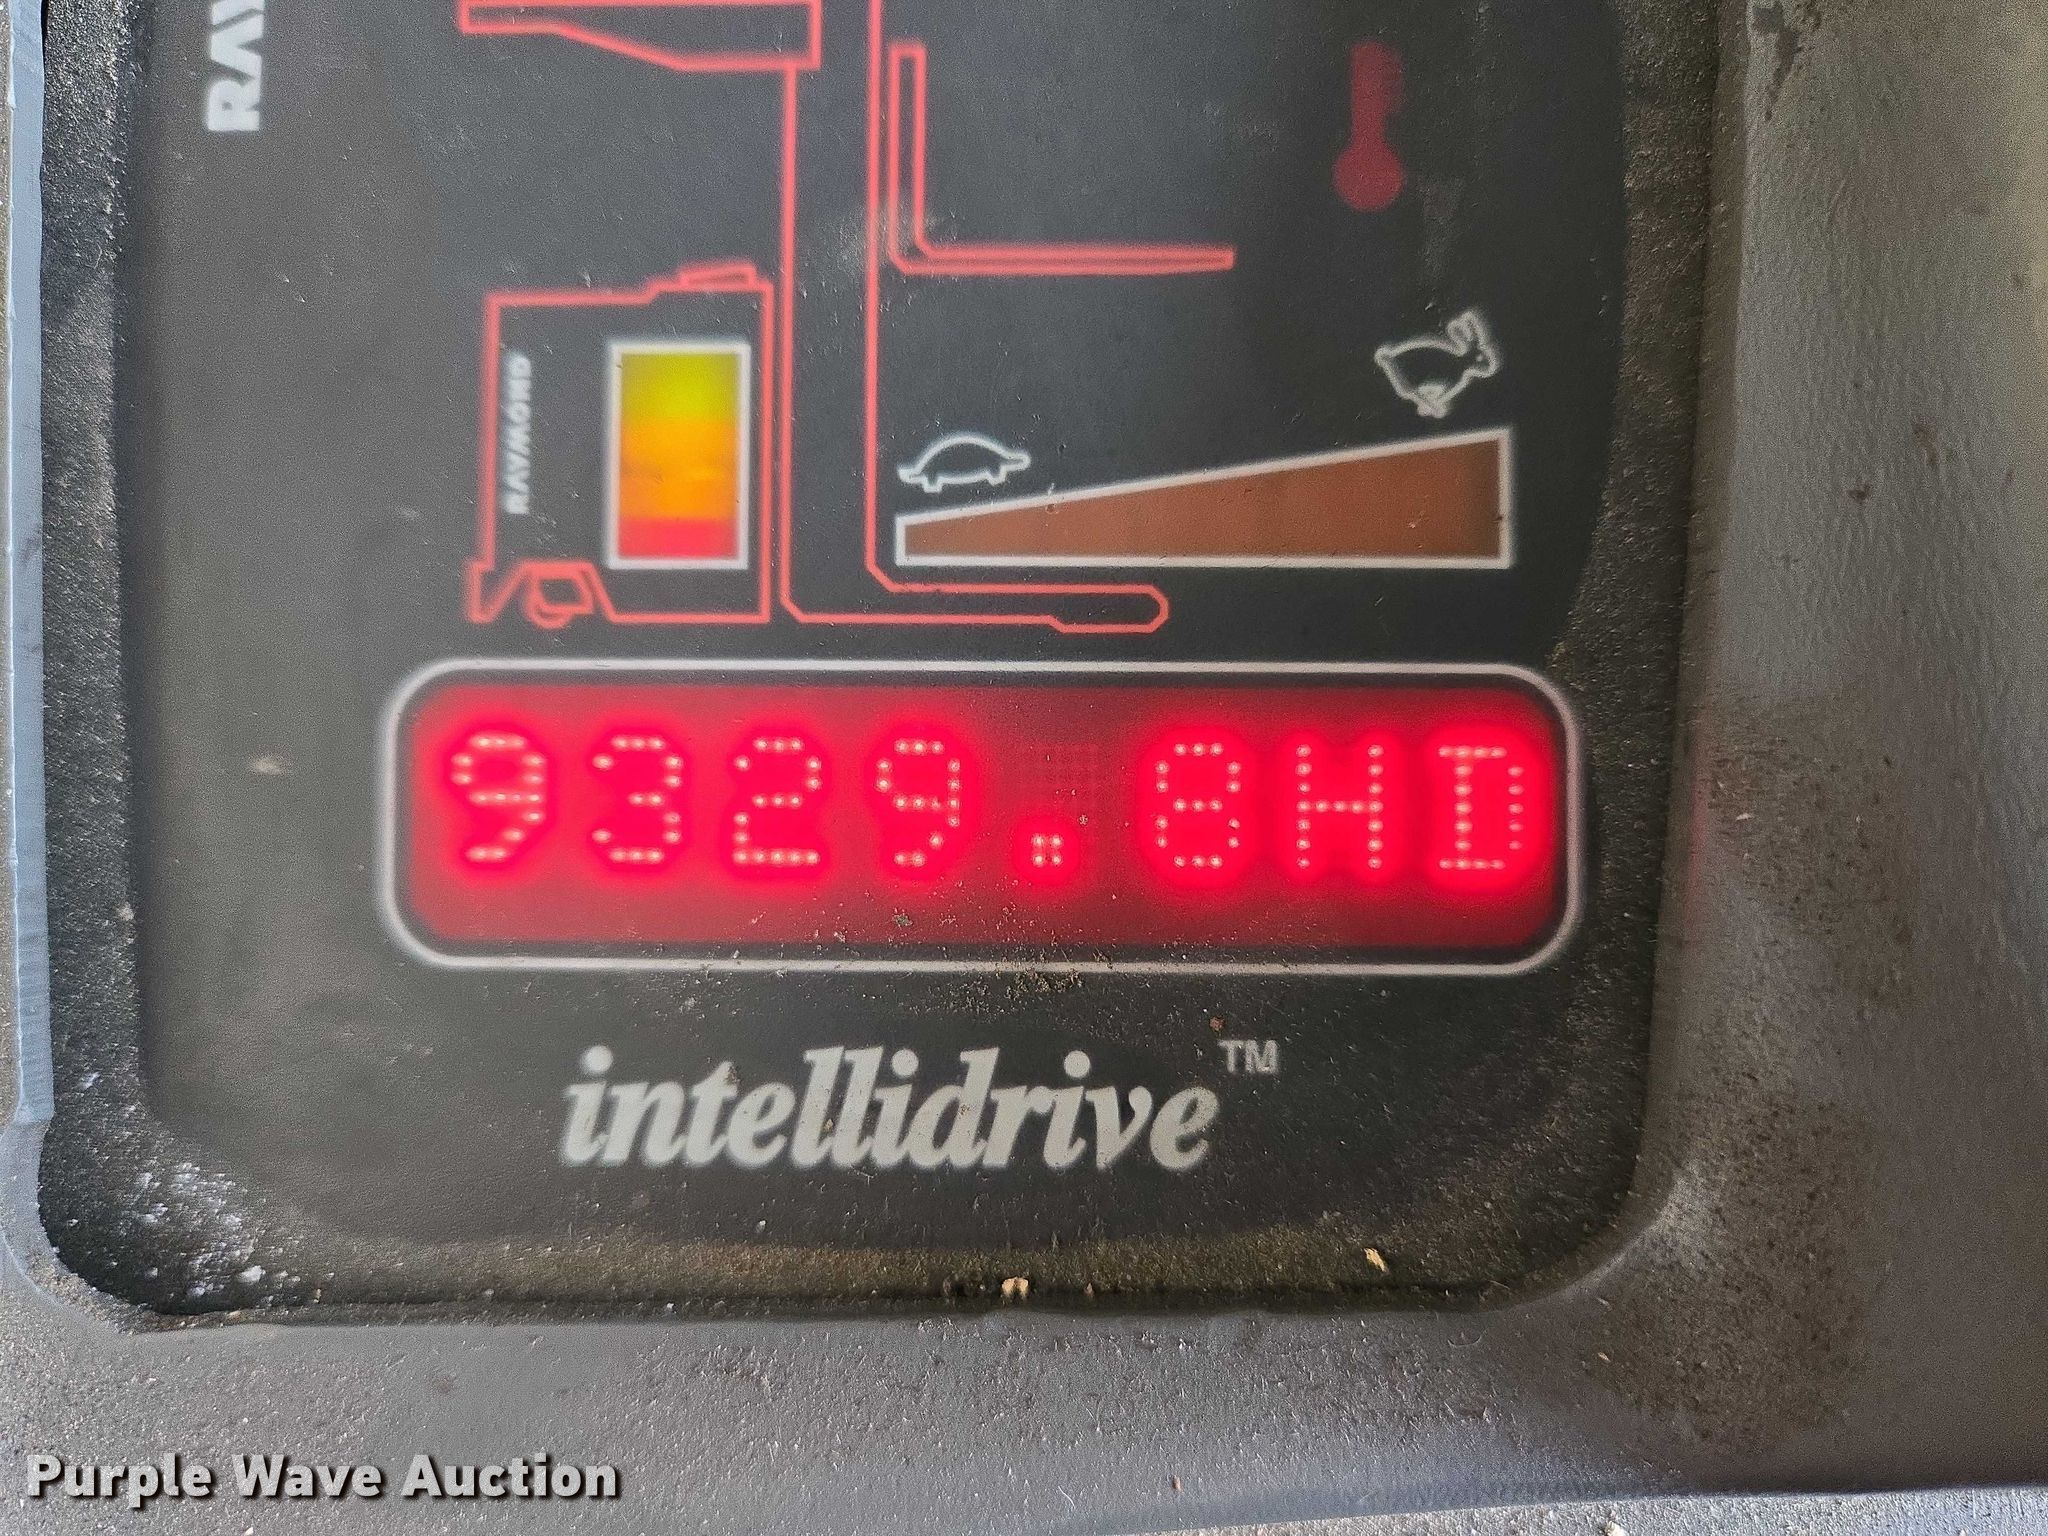 RAYMOND
9329.8HD
intellidrive™
Purple Wave Auction